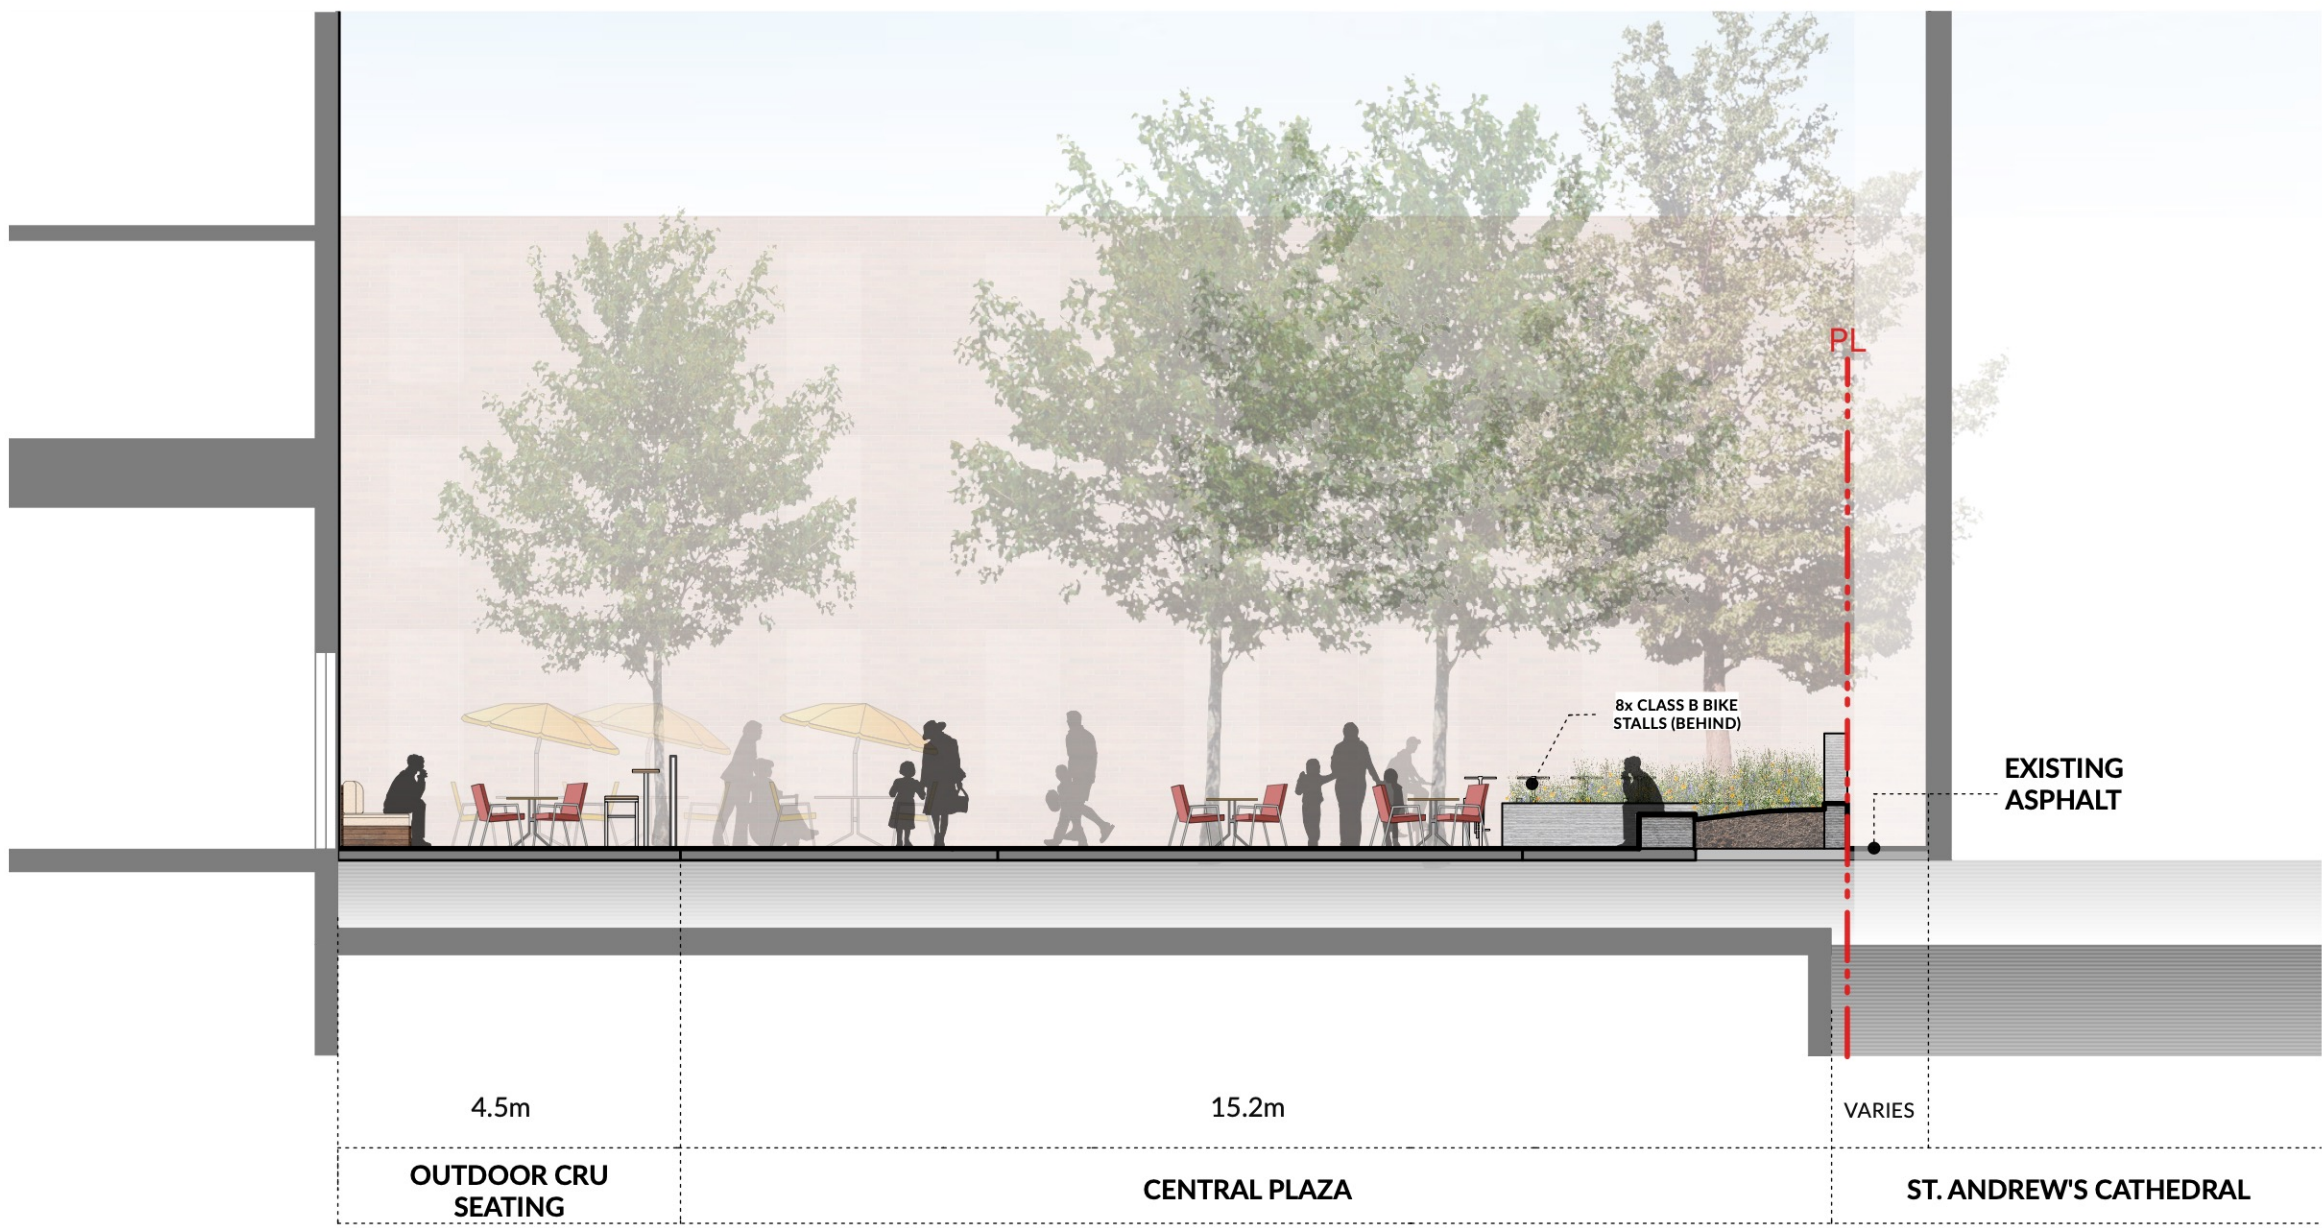 PL
8x CLASS B BIKE
STALLS (BEHIND)
EXISTING
ASPHALT
4.5m
15.2m
VARIES
OUTDOOR CRU
SEATING
CENTRAL PLAZA
ST. ANDREW'S CATHEDRAL